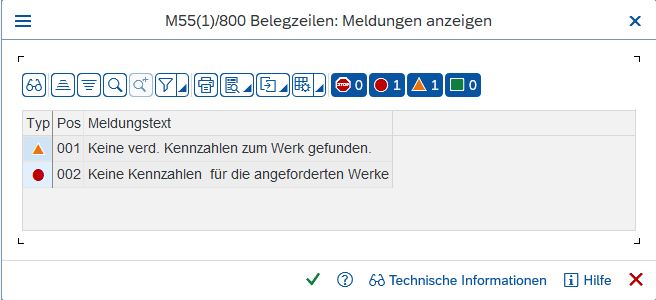 M55(1)/800 Belegzeilen: Meldungen anzeigen
STOP 0 1 1 0
Typ Pos Meldungstext
001 Keine verd. Kennzahlen zum Werk gefunden.
002 Keine Kennzahlen  für die angeforderten Werke
Technische Informationen Hilfe